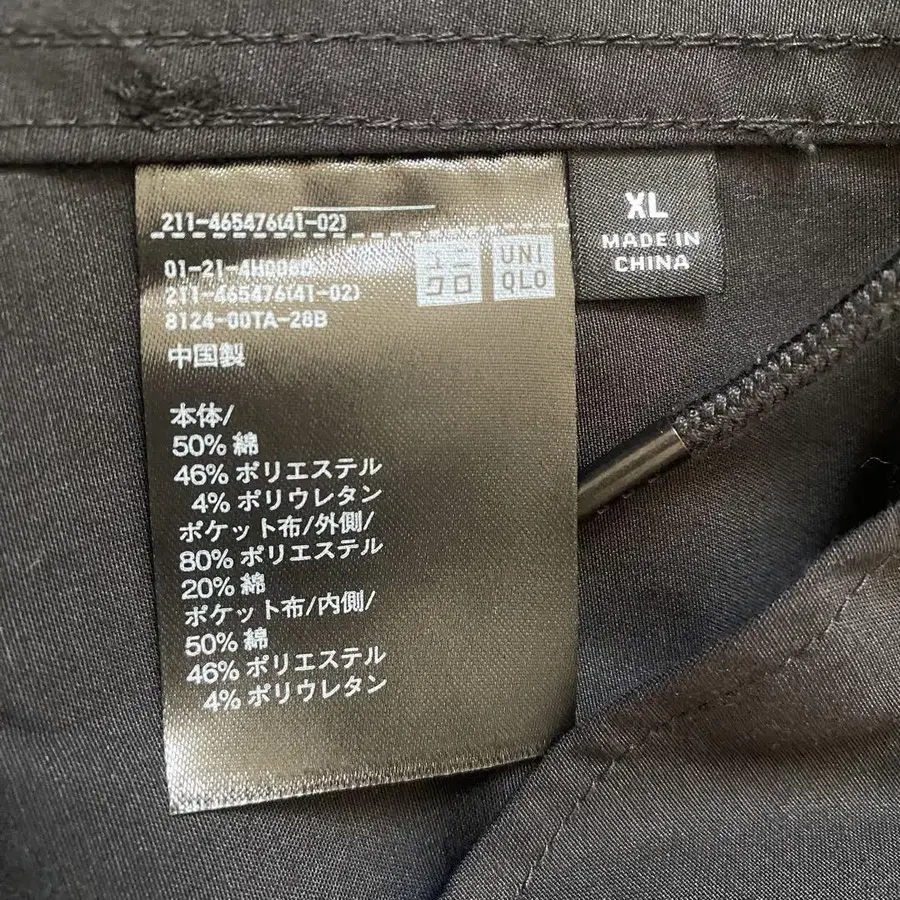 211-465476(41-02)
211-465476(41-02)
8124-00TA-28B
中国製
本体/
50% 綿
46% ポリエステル
4% ポリウレタン
ポケット布/外側/
80% ポリエステル
20% 綿
ポケット布/内側/
50% 綿
46% ポリエステル
4% ポリウレタン
ユニ
クロ
UNI
QLO
XL
MADE IN
CHINA